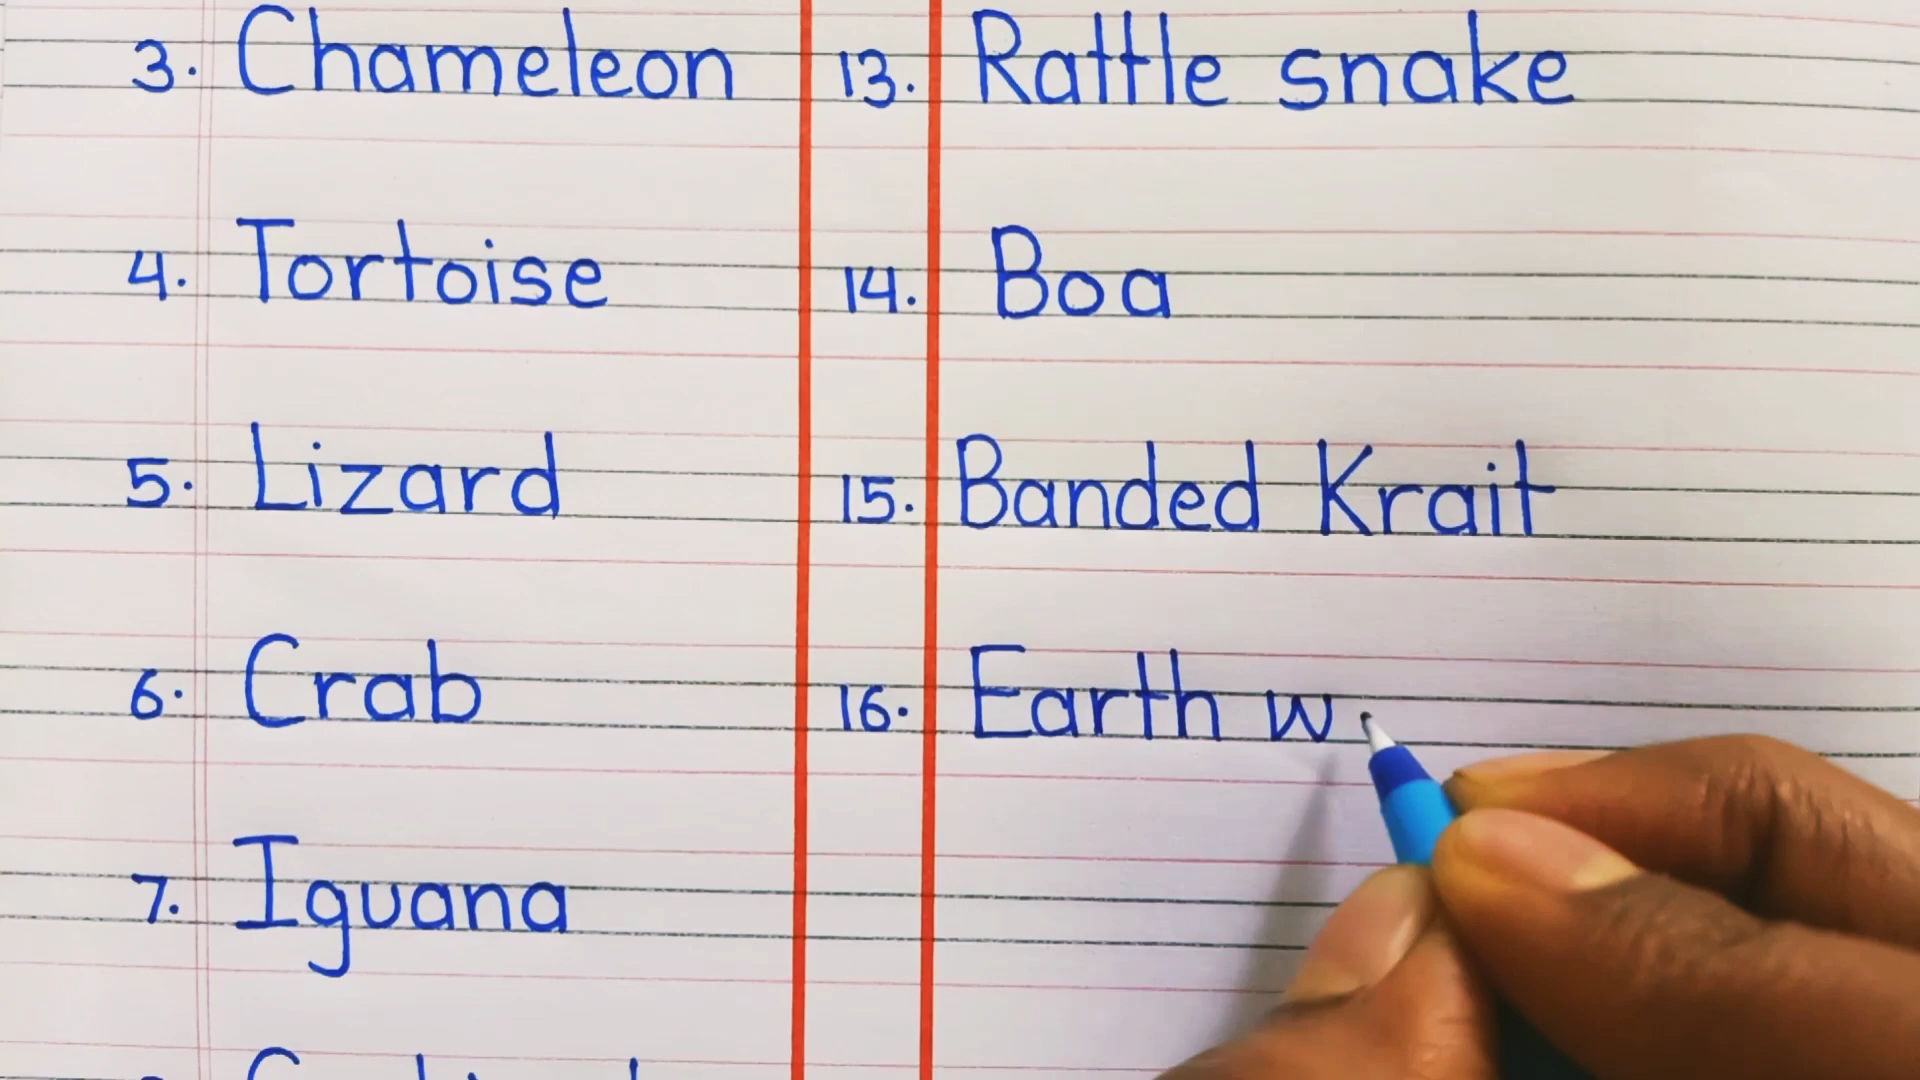 3. Chameleon
4. Tortoise
5. Lizard
6. Crab
7. Iguana
13. Rattle snake
14. Boa
15. Banded Krait
16. Earth w